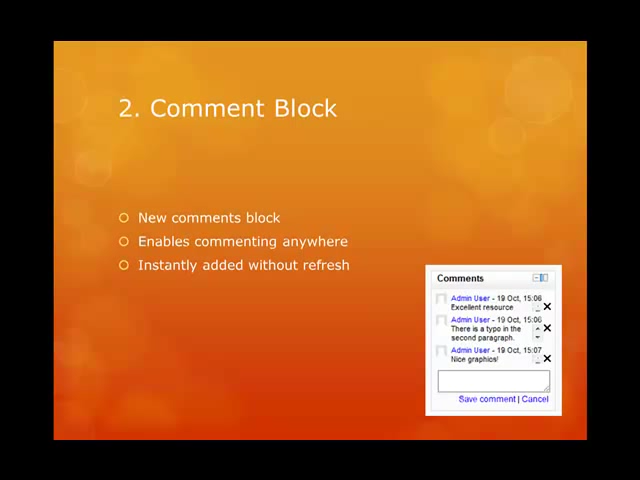 2. Comment Block
New comments block
Enables commenting anywhere
Instantly added without refresh
Comments
Admin User - 19 Oct, 15:06
Excellent resource
Admin User - 19 Oct, 15:06
There is a typo in the
second paragraph.
Admin User - 19 Oct, 15:07
Nice graphics!
Save comment | Cancel